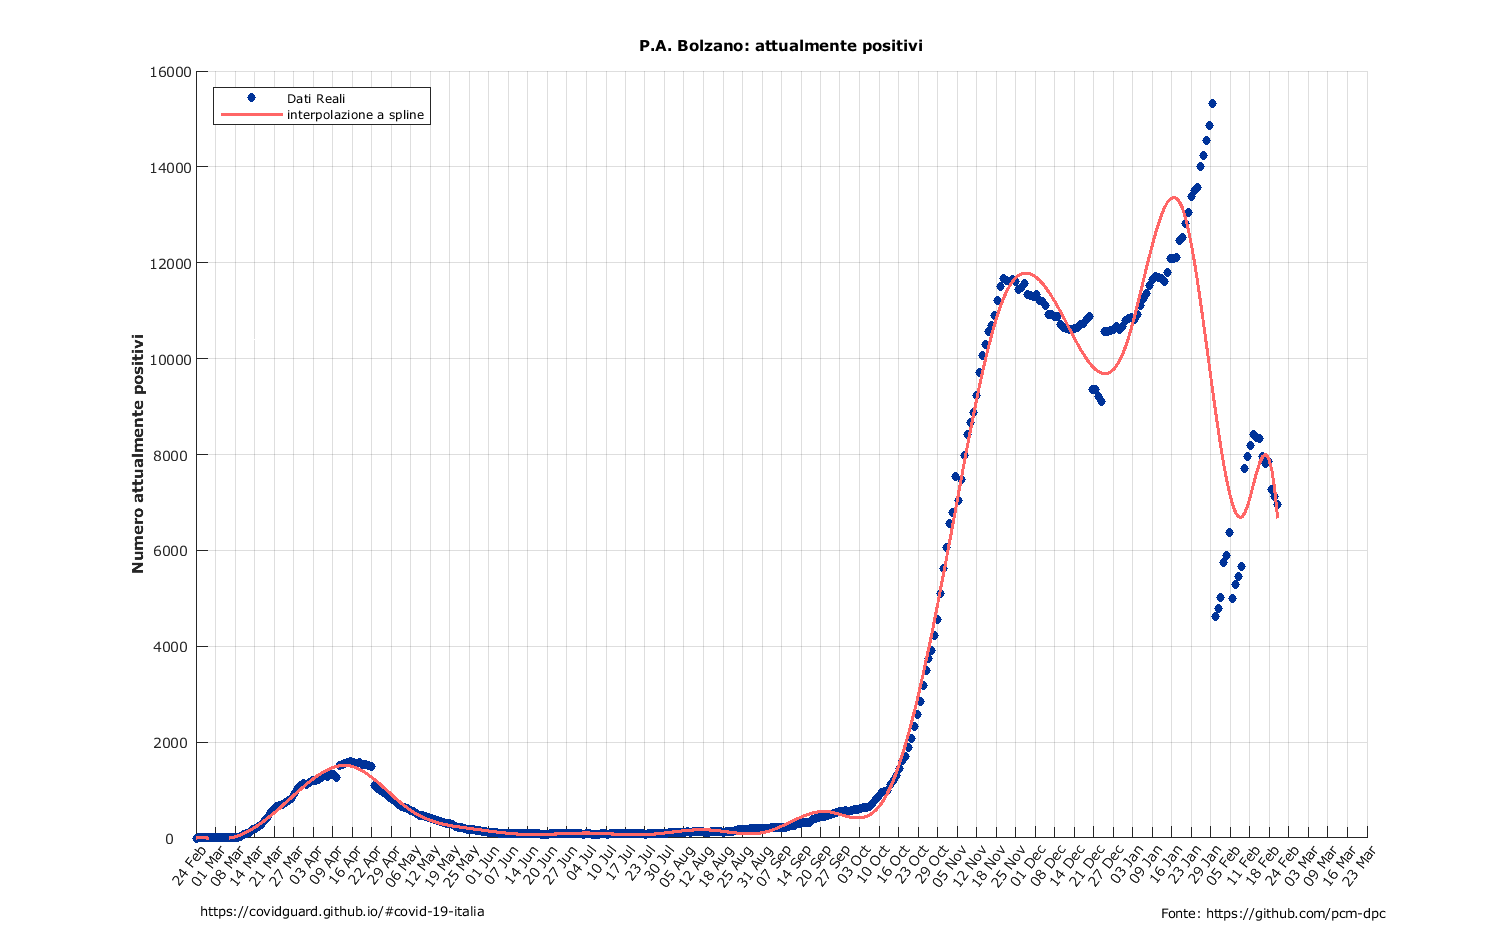 P.A. Bolzano: attualmente positivi
16000
14000
12000
10000
8000
6000
4000
2000
0
Numero attualmente positivi
Dati Reali
interpolazione a spline
24 Feb
01 Mar
08 Mar
14 Mar
21 Mar
27 Mar
03 Apr
09 Apr
16 Apr
22 Apr
29 Apr
06 May
12 May
19 May
25 May
01 Jun
07 Jun
14 Jun
20 Jun
27 Jun
04 Jul
10 Jul
17 Jul
23 Jul
30 Jul
05 Aug
12 Aug
18 Aug
25 Aug
31 Aug
07 Sep
14 Sep
20 Sep
27 Sep
03 Oct
10 Oct
16 Oct
23 Oct
29 Oct
05 Nov
12 Nov
18 Nov
25 Nov
01 Dec
08 Dec
14 Dec
21 Dec
27 Dec
03 Jan
09 Jan
16 Jan
23 Jan
29 Jan
05 Feb
11 Feb
18 Feb
24 Feb
03 Mar
09 Mar
16 Mar
23 Mar
https://covidguard.github.io/#covid-19-italia
Fonte: https://github.com/pcm-dpc